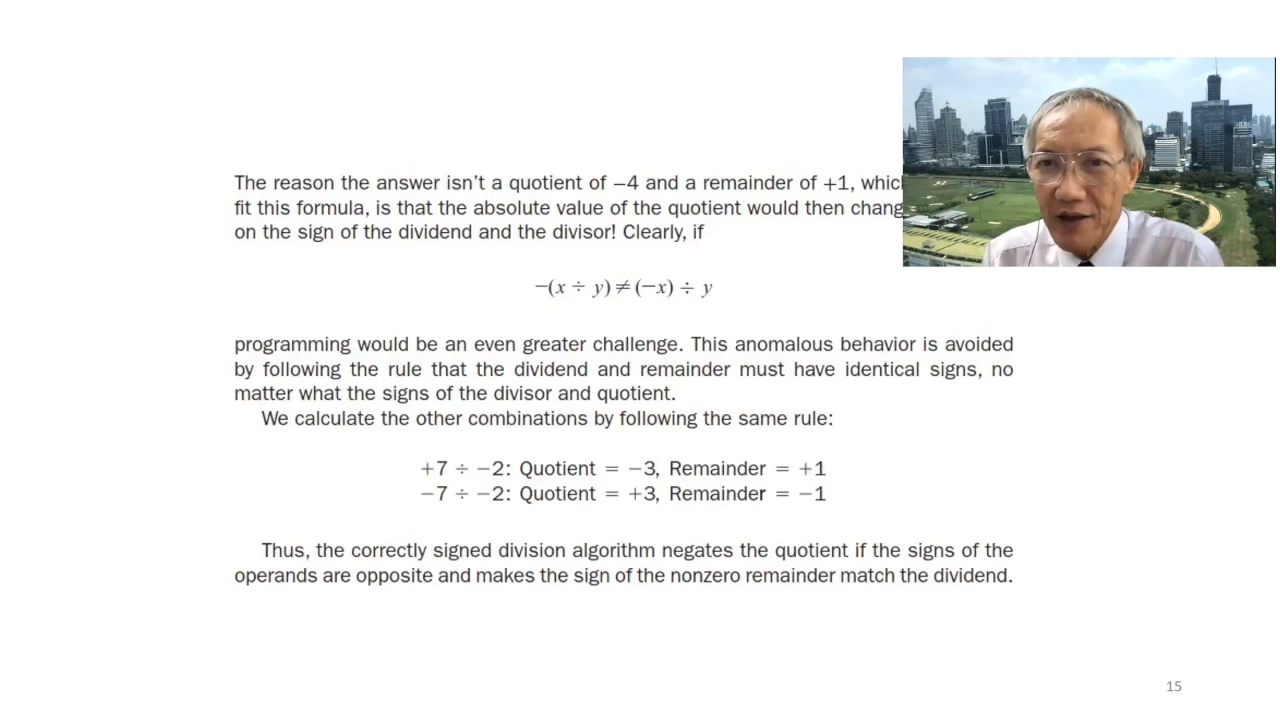 The reason the answer isn't a quotient of −4 and a remainder of +1,
fit this formula, is that the absolute value of the quotient would then
on the sign of the dividend and the divisor! Clearly, if
−(x ÷ y) ≠ (−x) ÷ y
programming would be an even greater challenge. This anomalous behavior is avoided
by following the rule that the dividend and remainder must have identical signs, no
matter what the signs of the divisor and quotient.
We calculate the other combinations by following the same rule:
+7 ÷ −2: Quotient = −3, Remainder = +1
−7 ÷ −2: Quotient = +3, Remainder = −1
Thus, the correctly signed division algorithm negates the quotient if the signs of the
operands are opposite and makes the sign of the nonzero remainder match the dividend.
15